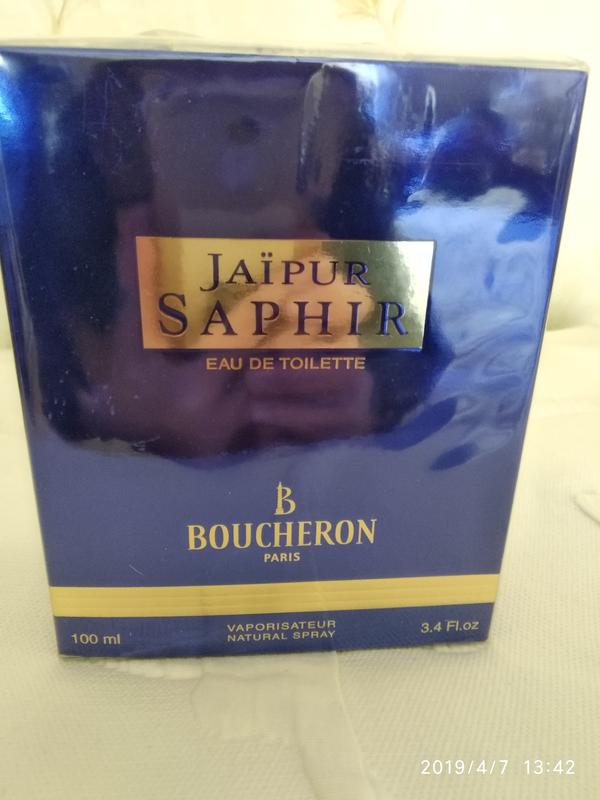 JAÏPUR
SAPHIR
EAU DE TOILETTE
B
BOUCHERON
PARIS
100 ml
VAPORISATEUR
NATURAL SPRAY
3.4 Fl.oz
2019/4/7 13:42